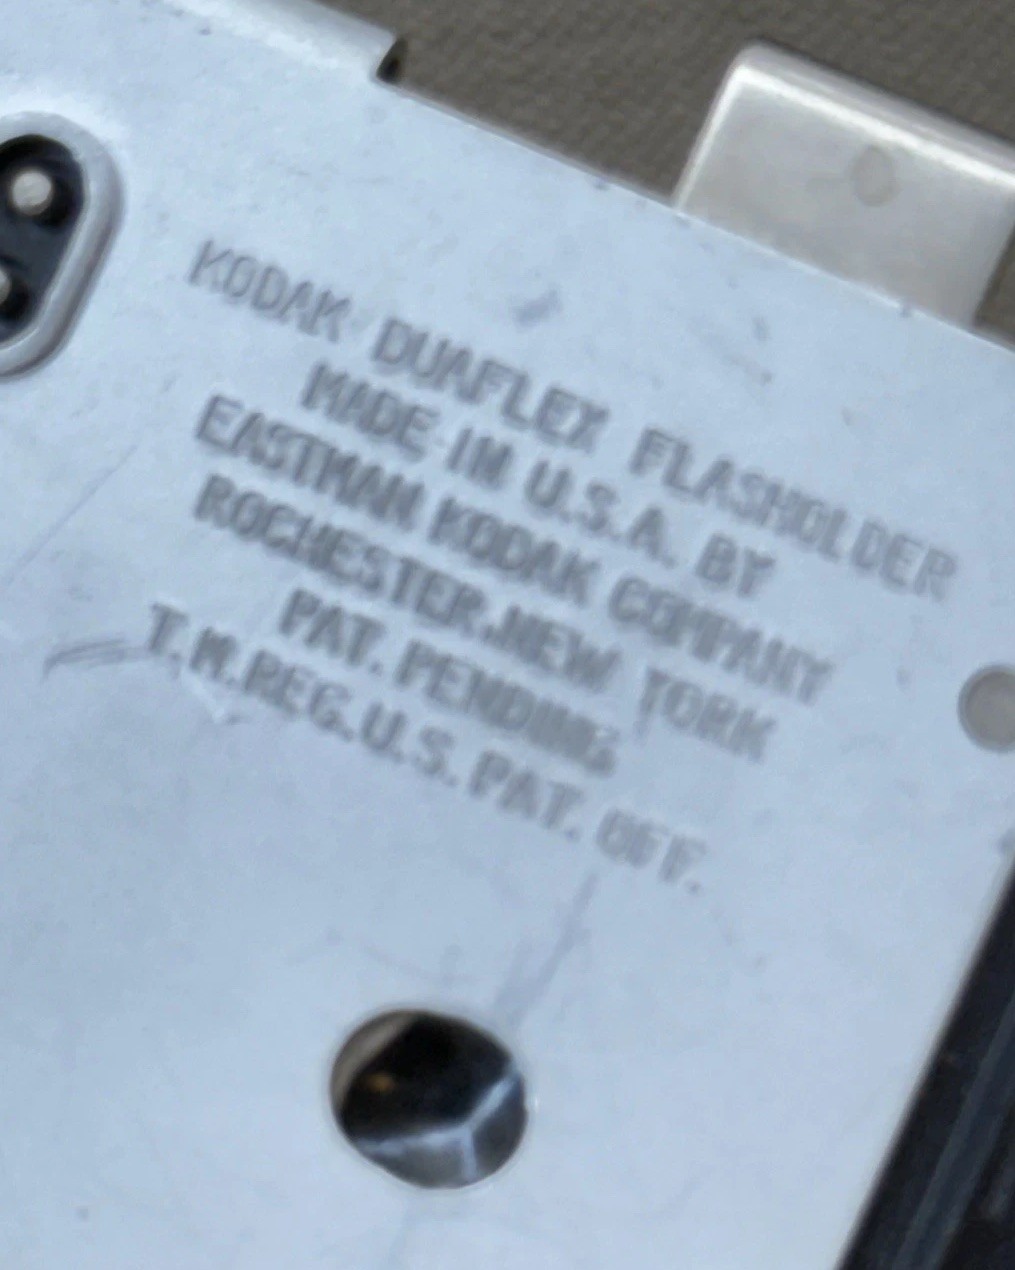 KODAK DUAFLEX FLASHOLDER
MADE IN U.S.A. BY
EASTMAN KODAK COMPANY
ROCHESTER, NEW YORK
PAT. PENDING
T.M.REG.U.S. PAT. OFF.